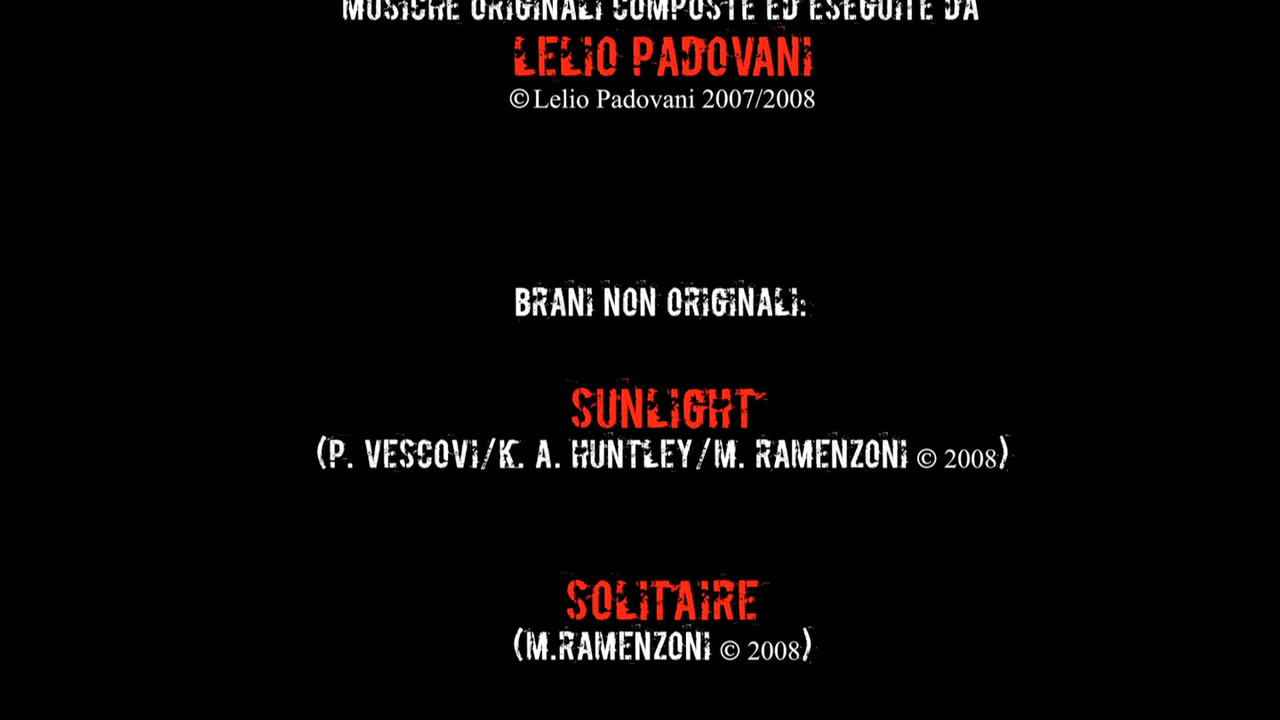 MUSICHE ORIGINALI COMPOSTE ED ESEGUITE DA
LELIO PADOVANI
© Lelio Padovani 2007/2008
BRANI NON ORIGINALI:
SUNLIGHT
(P. VESCOVI/K. A. HUNTLEY/M. RAMENZONI © 2008)
SOLITAIRE
(M.RAMENZONI © 2008)